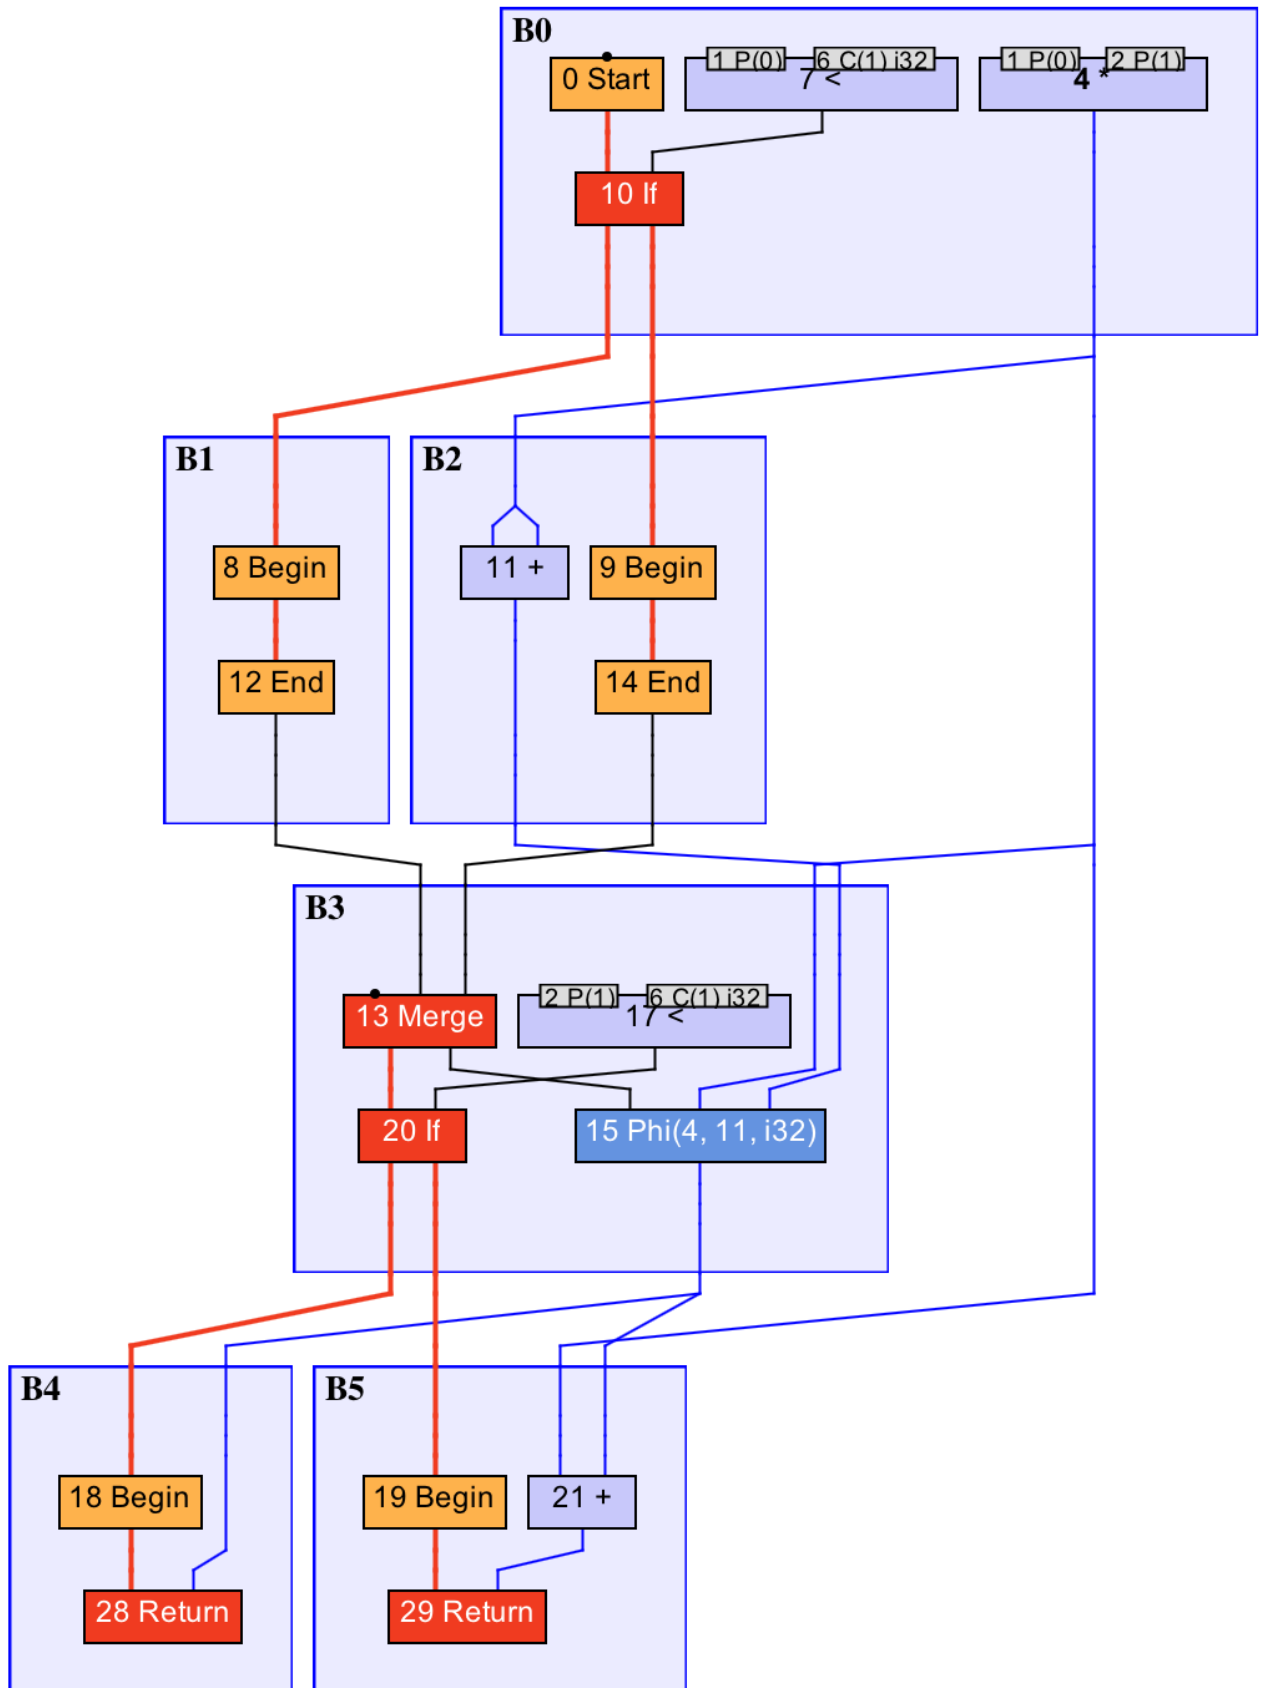 B0
1 P(0)
6 C(1) i32
1 P(0)
2 P(1)
0 Start
7 <
4 *
10 If
B1
B2
8 Begin
11 +
9 Begin
12 End
14 End
B3
2 P(1)
6 C(1) i32
13 Merge
17 <
20 If
15 Phi(4, 11, i32)
B4
B5
18 Begin
19 Begin
21 +
28 Return
29 Return